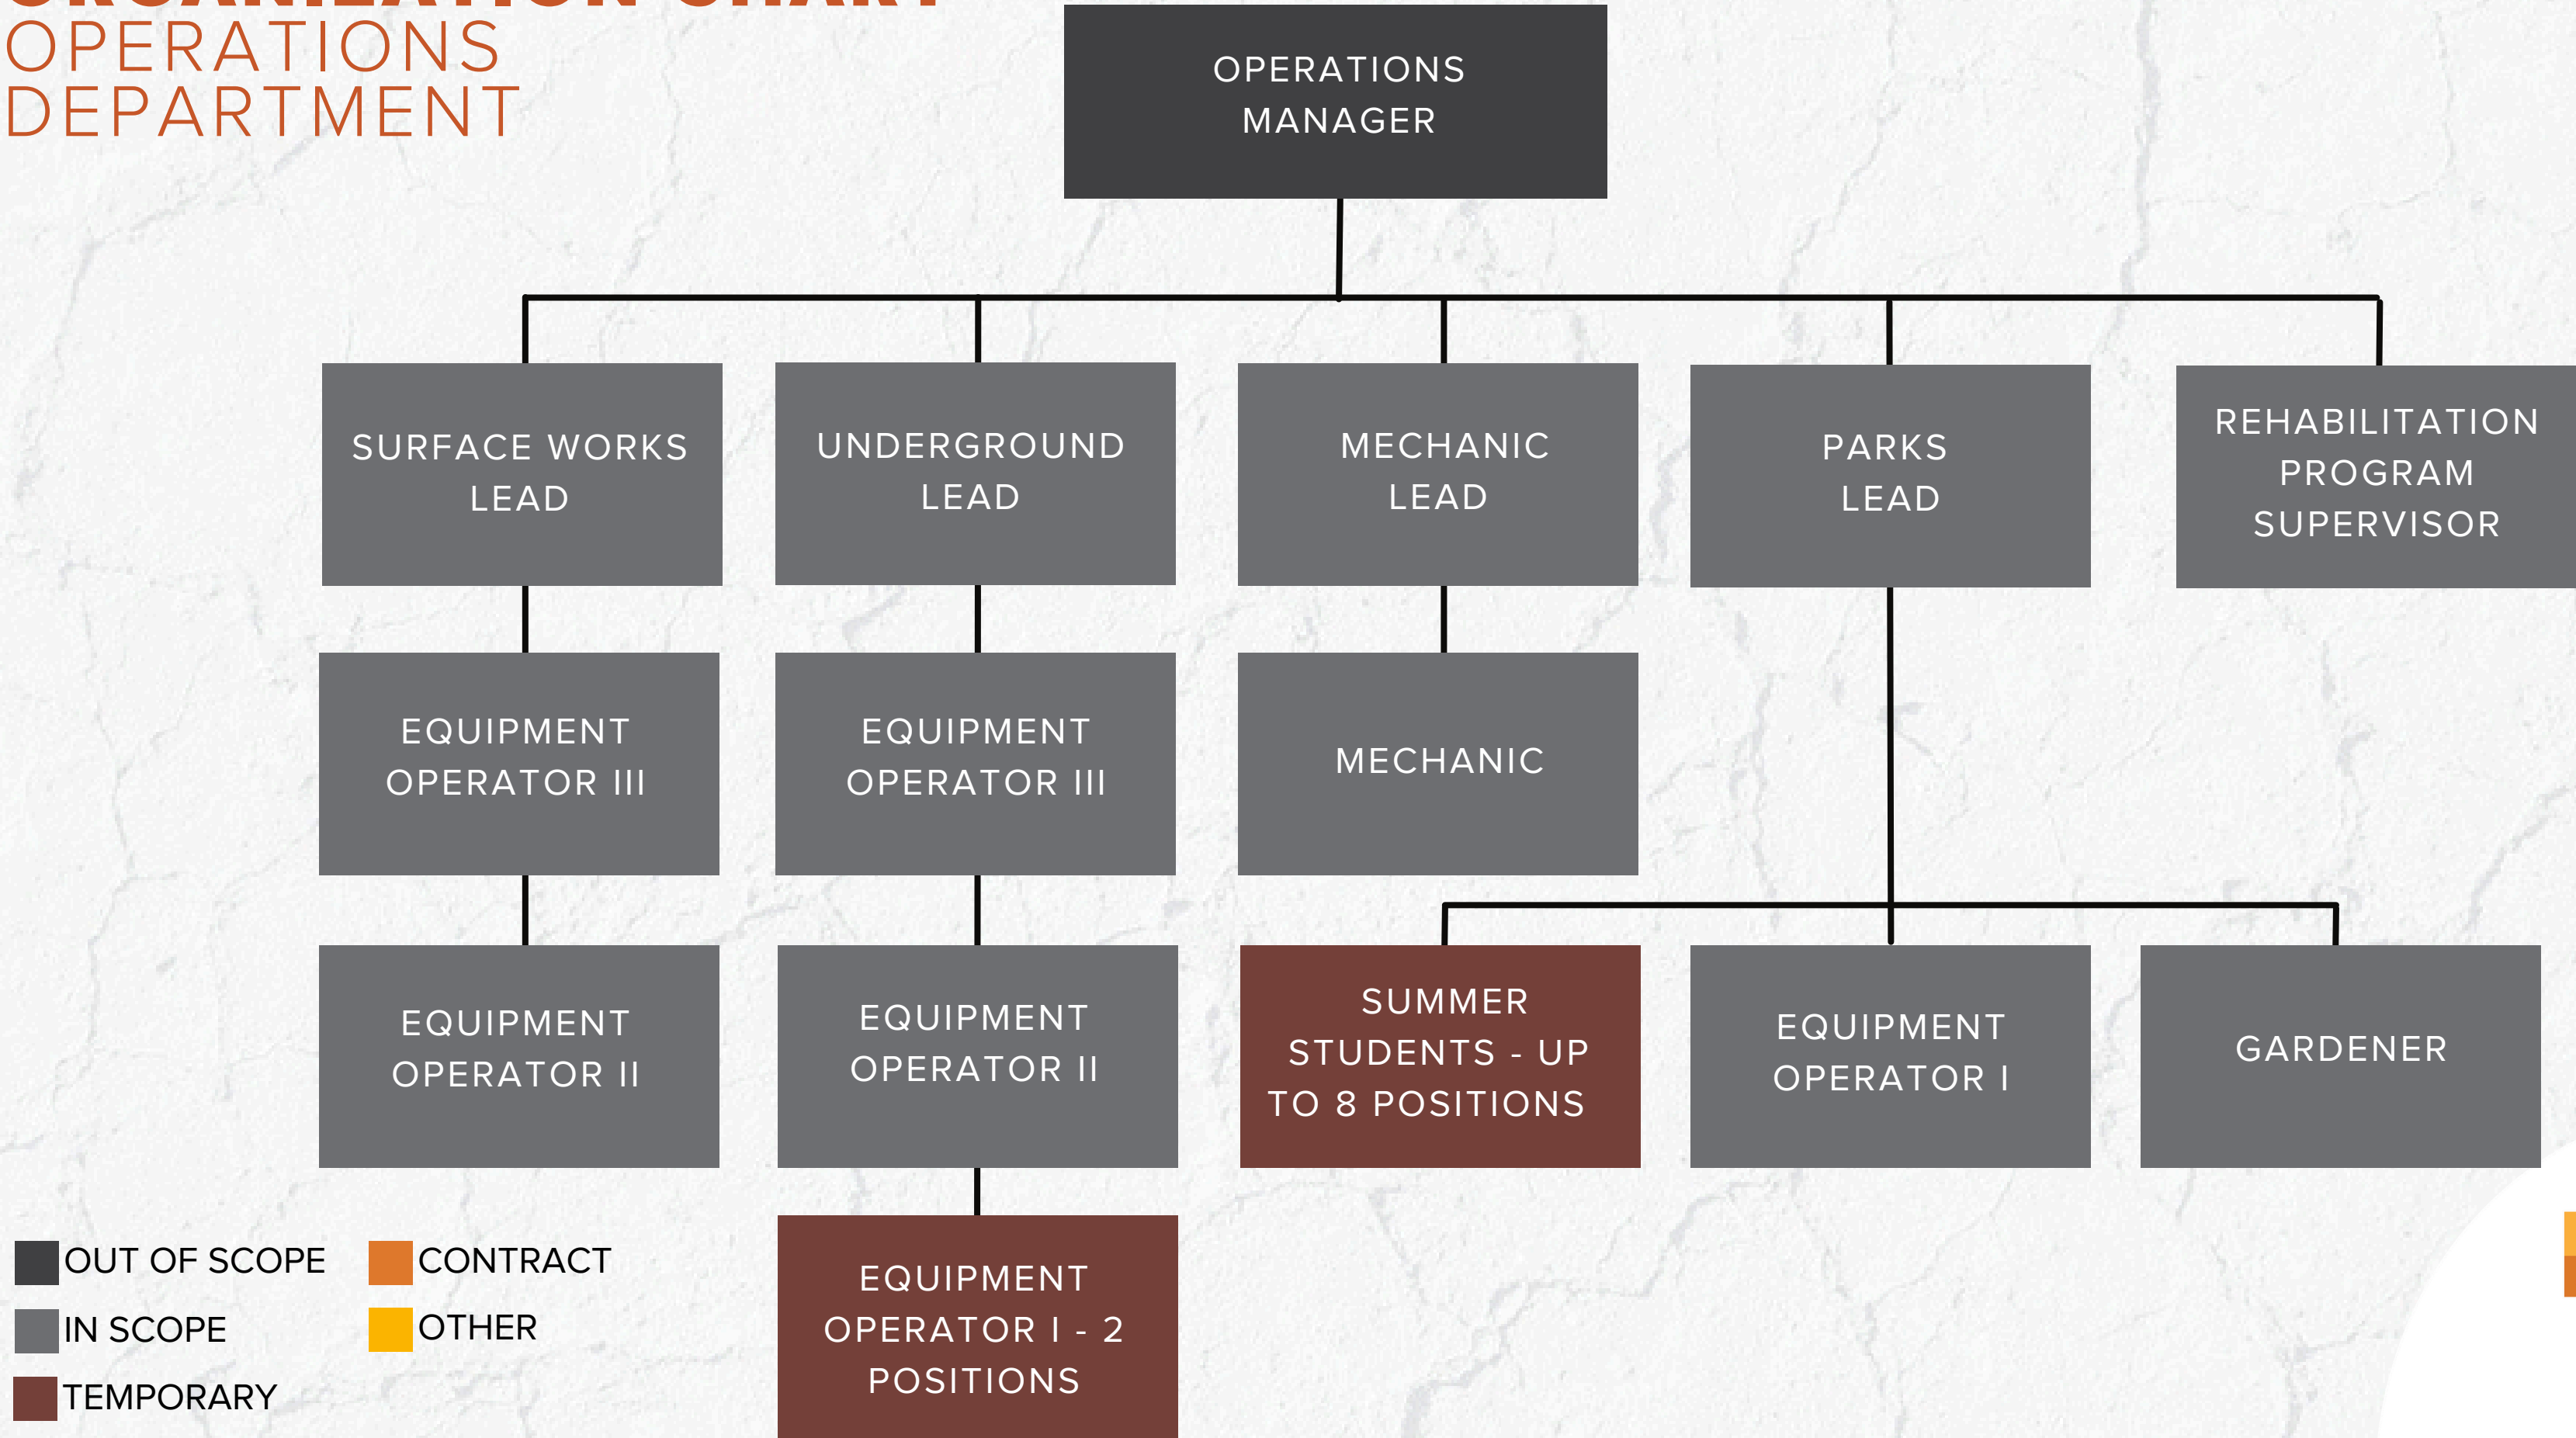 ORGANIZATION CHART
OPERATIONS
DEPARTMENT
OPERATIONS
MANAGER
SURFACE WORKS
LEAD
UNDERGROUND
LEAD
MECHANIC
LEAD
PARKS
LEAD
REHABILITATION
PROGRAM
SUPERVISOR
EQUIPMENT
OPERATOR III
EQUIPMENT
OPERATOR III
MECHANIC
EQUIPMENT
OPERATOR II
EQUIPMENT
OPERATOR II
SUMMER
STUDENTS - UP
TO 8 POSITIONS
EQUIPMENT
OPERATOR I
GARDENER
EQUIPMENT
OPERATOR I - 2
POSITIONS
OUT OF SCOPE
IN SCOPE
TEMPORARY
CONTRACT
OTHER